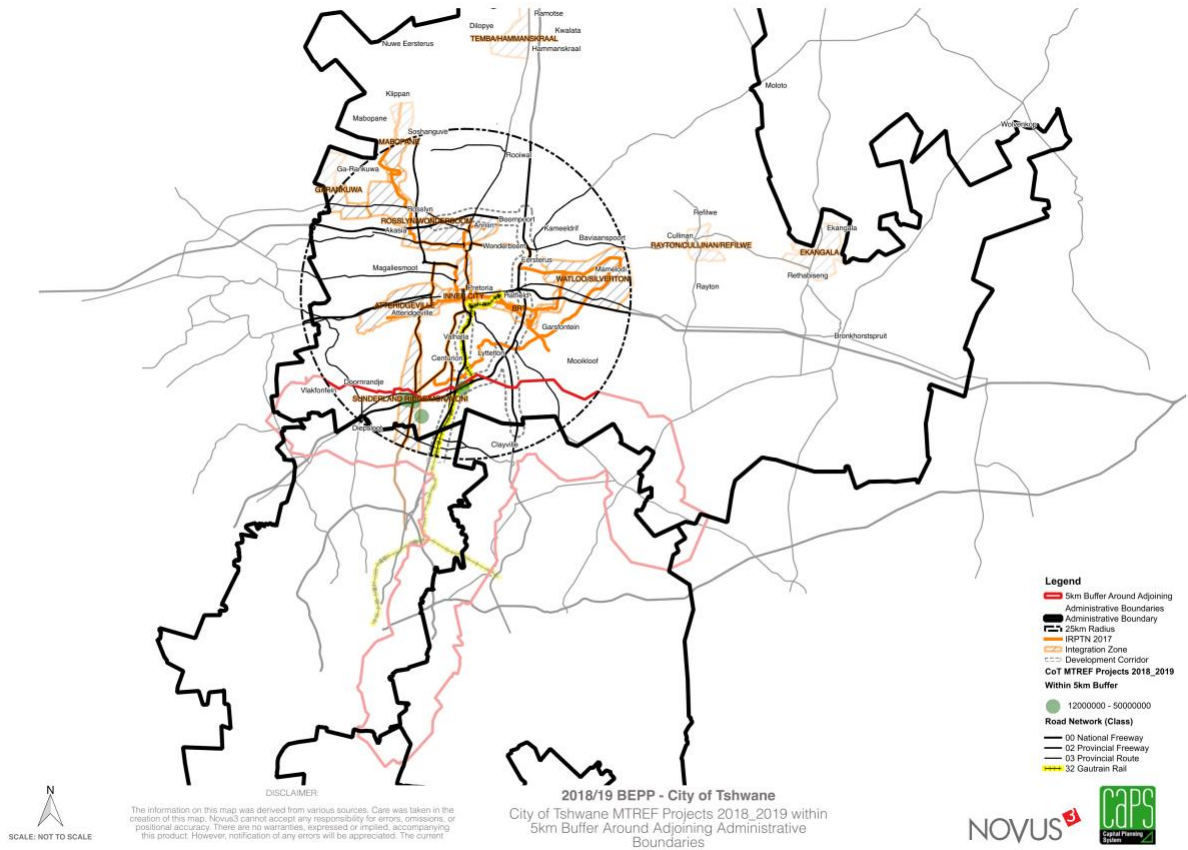 Ramotse
Dilopye
Kwalata
TEMBA/HAMMANSKRAAL
Nuwe Eersterus
Hammanskraal
Moloto
Klippan
Mabopane
Wolvenkop
Soshanguve
MABOPANE
Rooiwal
Ga-Rankuwa
GARANKUWA
Rosslyn
Refilwe
ROSSLYN-WONDERBOOM
Doornpoort
Annlin
Akasia
Kameeldrif
Ekangala
Cullinan
Baviaanspoort
Wonderboom
RAYTON/CULLINAN/REFILWE
EKANGALA
Eersterus
Magaliesmoot
Mamelodi
Rethabiseng
WATLOO/SILVERTON
Pretoria
Rayton
INNER CITY
Hatfield
ATTERIDGEVILLE
Atteridgeville
Garsfontein
Valhalla
Bronkhorstspruit
Lyttelton
Centurion
Mooikloof
Doornrandje
Vlakfontein
Diepsloot
Clayville
Legend
5km Buffer Around Adjoining
Administrative Boundaries
Administrative Boundary
25km Radius
IRPTN 2017
Integration Zone
Development Corridor
CoT MTREF Projects 2018_2019
Within 5km Buffer
12000000 - 50000000
Road Network (Class)
00 National Freeway
02 Provincial Freeway
03 Provincial Route
32 Gautrain Rail
N
SCALE: NOT TO SCALE
DISCLAIMER:
The information on this map was derived from various sources. Care was taken in the
creation of this map. Novus3 cannot accept any responsibility for errors, omissions, or
positional accuracy. There are no warranties, expressed or implied, accompanying
this product. However, notification of any errors will be appreciated. The current
2018/19 BEPP - City of Tshwane
City of Tshwane MTREF Projects 2018_2019 within
5km Buffer Around Adjoining Administrative
Boundaries
NOVUS3
CAPS
Capital Planning
System